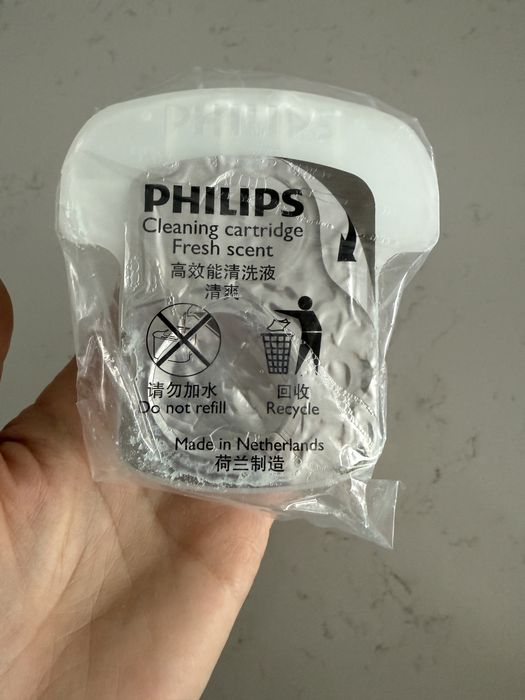 PHILIPS
PHILIPS
Cleaning cartridge
Fresh scent
高效能清洗液
清爽
请勿加水
Do not refill
回收
Recycle
Made in Netherlands
荷兰制造